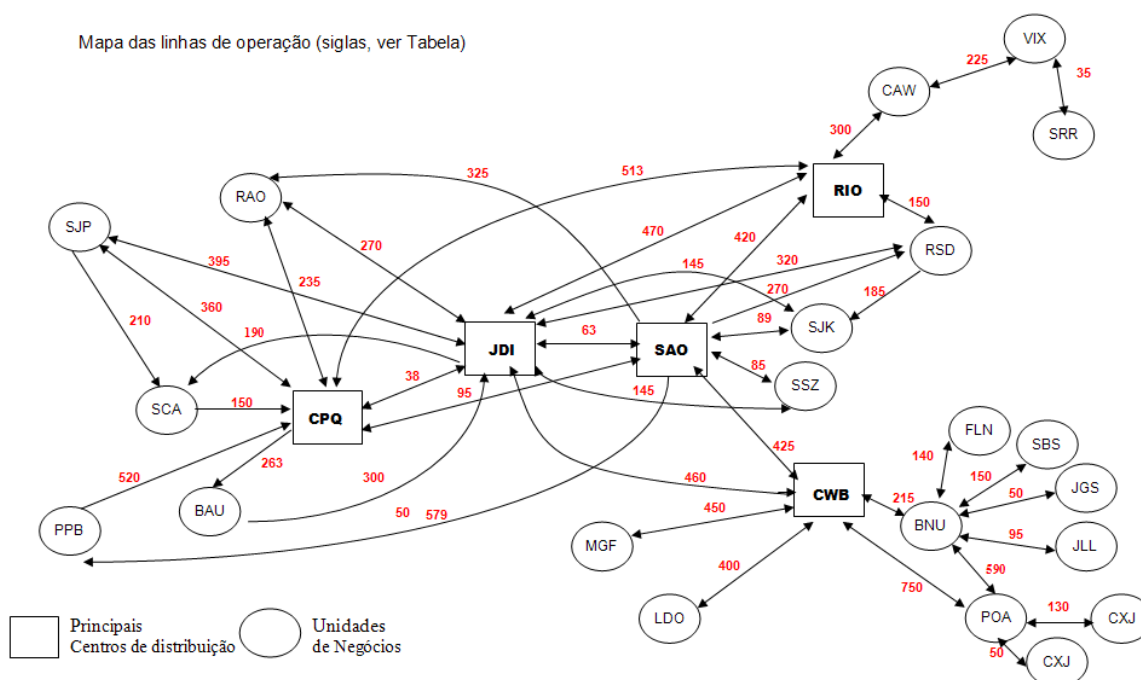 Mapa das linhas de operação (siglas, ver Tabela)
VIX
225
35
CAW
SRR
300
513
325
RIO
RAO
150
SJP
470
420
270
145
320
RSD
395
235
270
185
360
210
190
89
SJK
63
JDI
SAO
85
38
95
145
SSZ
SCA
150
CPQ
FLN
SBS
425
140
263
150
520
300
460
CWB
50
JGS
215
450
BAU
50
579
BNU
PPB
MGF
95
JLL
400
590
750
LDO
POA
130
CXJ
50
CXJ
Principais
Centros de distribuição
Unidades
de Negócios